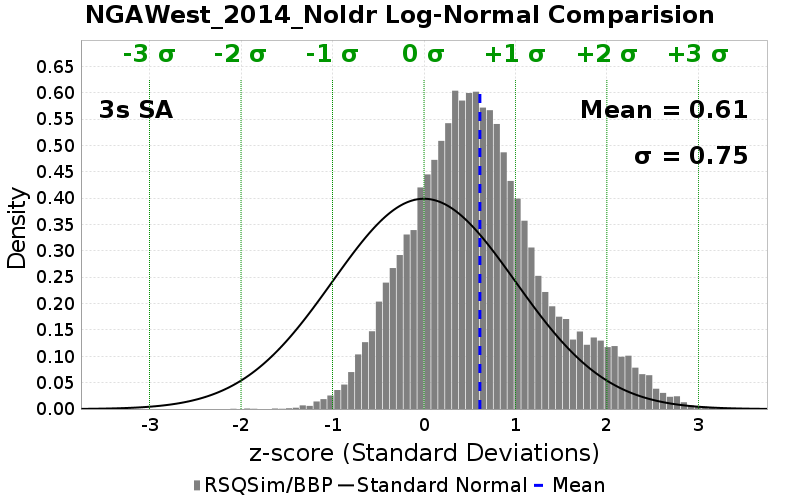 NGAWest_2014_NoIdr Log-Normal Comparision
-3 σ -2 σ -1 σ 0 σ +1 σ +2 σ +3 σ
3s SA
Mean = 0.61
σ = 0.75
Density
0.65
0.60
0.55
0.50
0.45
0.40
0.35
0.30
0.25
0.20
0.15
0.10
0.05
0.00
-3 -2 -1 0 1 2 3
z-score (Standard Deviations)
RSQSim/BBP Standard Normal Mean